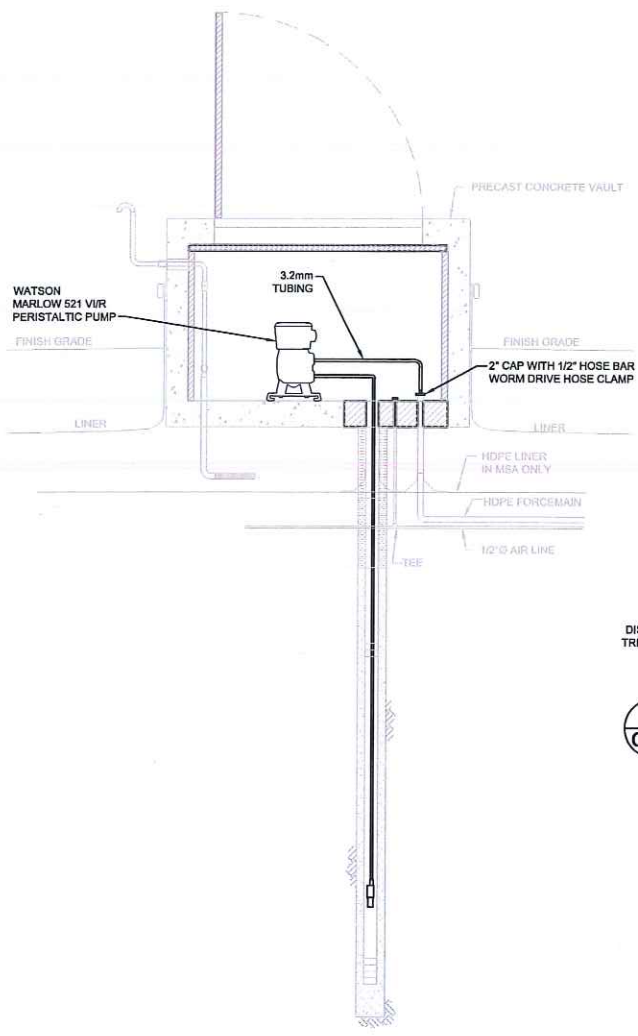 PRECAST CONCRETE VAULT
3.2mm
TUBING
WATSON
MARLOW 521 VI/R
PERISTALTIC PUMP
FINISH GRADE
FINISH GRADE
2" CAP WITH 1/2" HOSE BAR
WORM DRIVE HOSE CLAMP
LINER
LINER
HDPE LINER
IN MSA ONLY
HDPE FORCEMAIN
1/2"Ø AIR LINE
TEE
DIS
TRE